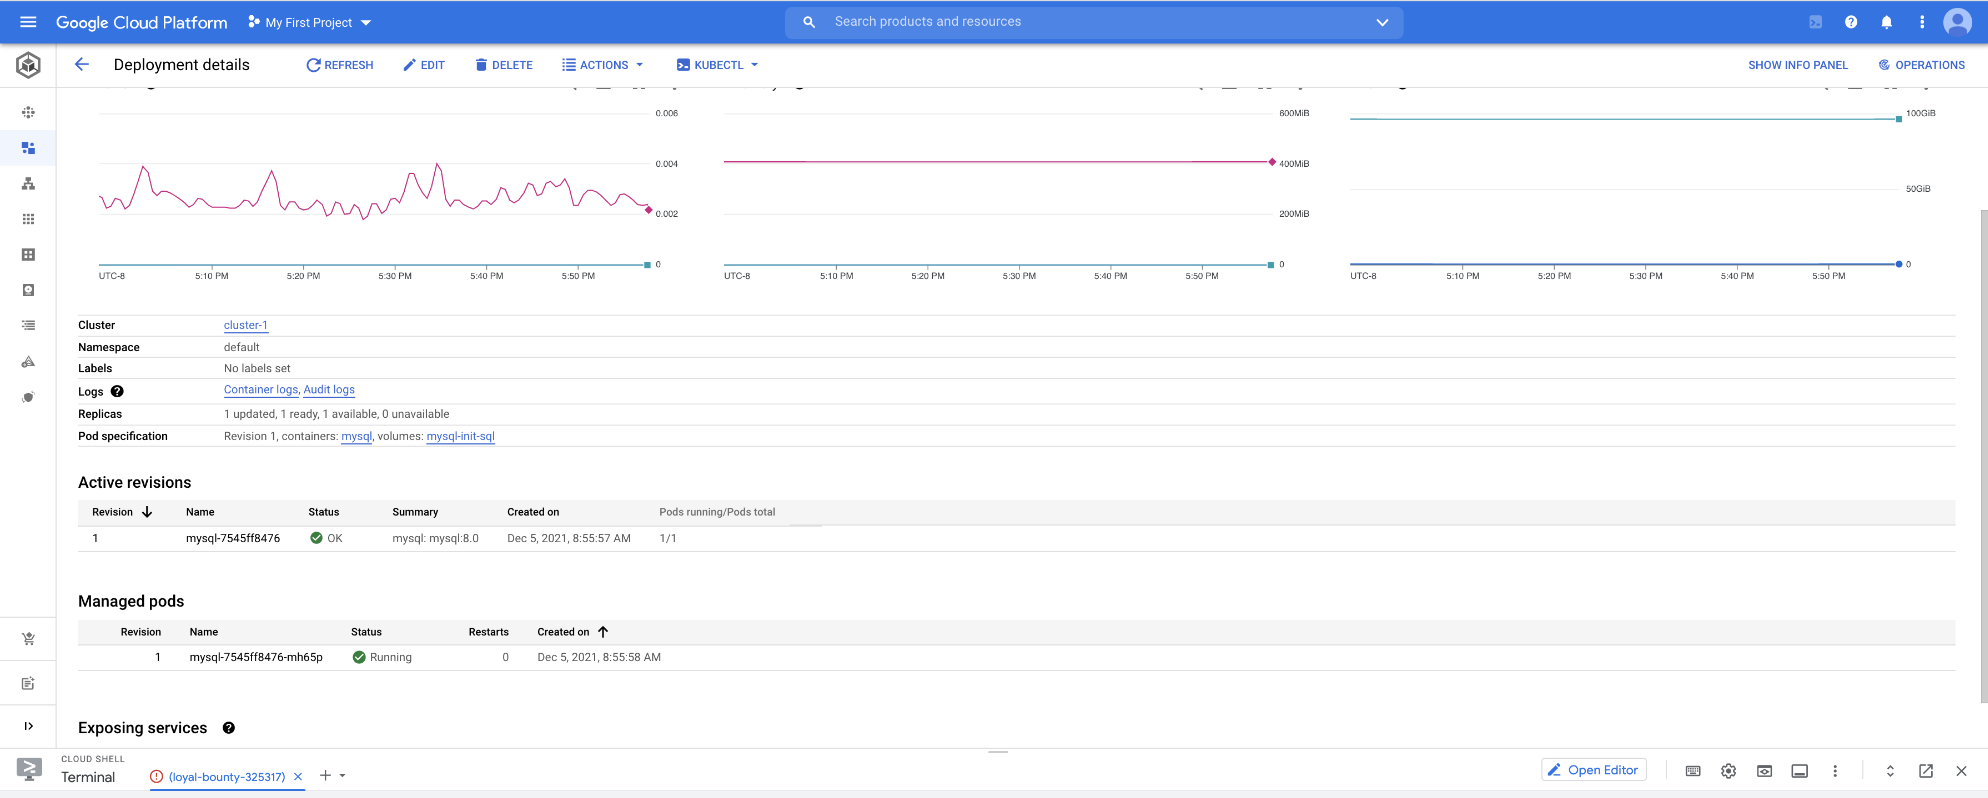 Google Cloud Platform My First Project Search products and resources
Deployment details REFRESH EDIT DELETE ACTIONS KUBECTL SHOW INFO PANEL OPERATIONS
0.006
0.004
0.002
0
UTC-8 5:10 PM 5:20 PM 5:30 PM 5:40 PM 5:50 PM
600MiB
400MiB
200MiB
0
UTC-8 5:10 PM 5:20 PM 5:30 PM 5:40 PM 5:50 PM
100GiB
50GiB
0
UTC-8 5:10 PM 5:20 PM 5:30 PM 5:40 PM 5:50 PM
Cluster cluster-1
Namespace default
Labels No labels set
Logs Container logs, Audit logs
Replicas 1 updated, 1 ready, 1 available, 0 unavailable
Pod specification Revision 1, containers: mysql, volumes: mysql-init-sql
Active revisions
Revision Name Status Summary Created on Pods running/Pods total
1 mysql-7545ff8476 OK mysql: mysql:8.0 Dec 5, 2021, 8:55:57 AM 1/1
Managed pods
Revision Name Status Restarts Created on
1 mysql-7545ff8476-mh65p Running 0 Dec 5, 2021, 8:55:58 AM
Exposing services
CLOUD SHELL
Terminal (loyal-bounty-325317) Open Editor